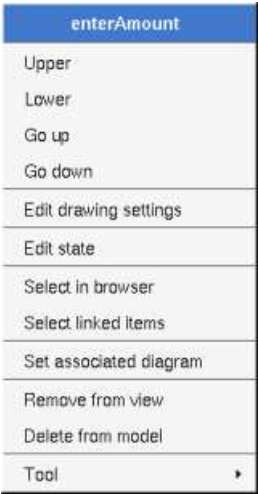 enterAmount
Upper
Lower
Go up
Go down
Edit drawing settings
Edit state
Select in browser
Select linked items
Set associated diagram
Remove from view
Delete from model
Tool